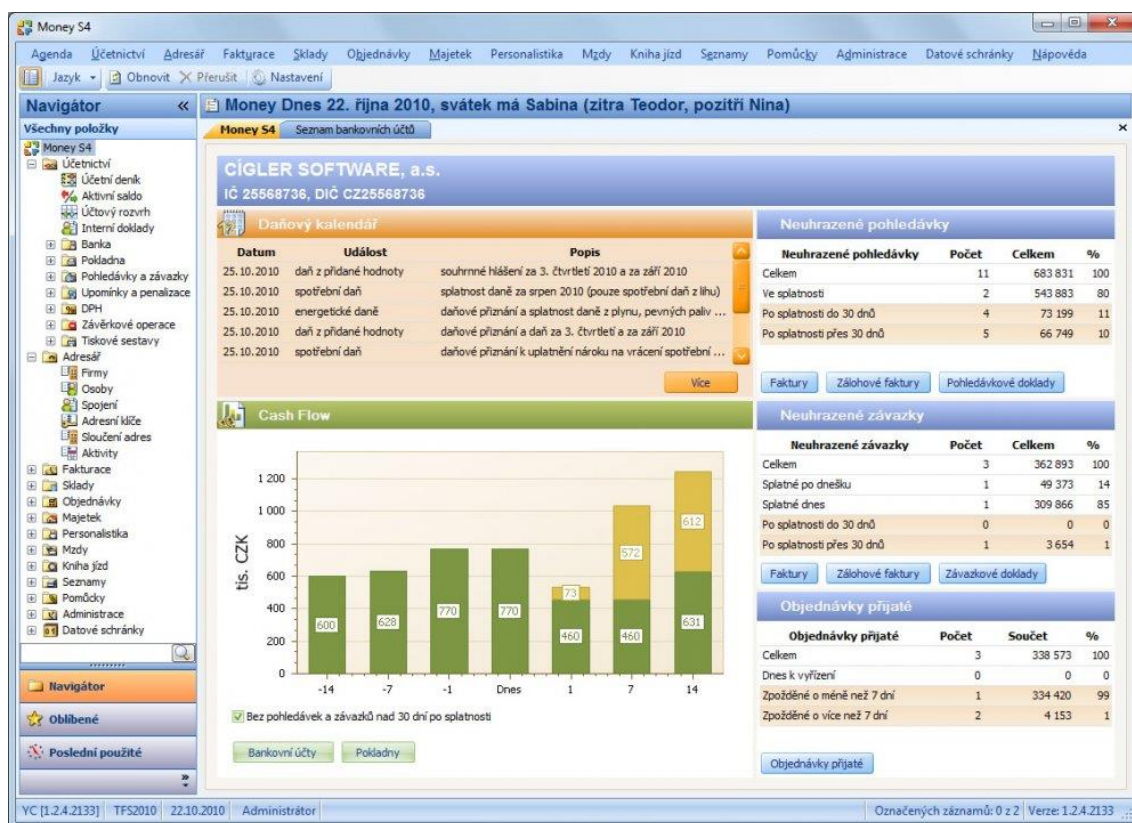 Money S4
Agenda Účetnictví Adresář Fakturace Sklady Objednávky Majetek Personalistika Mzdy Kniha jízd Seznamy Pomůcky Administrace Datové schránky Nápověda
Jazyk Obnovit Přerušit Nastavení
Navigátor «
Money Dnes 22. října 2010, svátek má Sabina (zitra Teodor, pozítří Nina)
Všechny položky
Money S4 Seznam bankovních účtů
Money S4
Účetnictví
Účetní deník
Aktivní saldo
Účtový rozvrh
Interní doklady
Banka
Pokladna
Pohledávky a závazky
Upomínky a penalizace
DPH
Závěrkové operace
Tiskové sestavy
Adresář
Firmy
Osoby
Spojení
Adresní klíče
Sloučení adres
Aktivity
Fakturace
Sklady
Objednávky
Majetek
Personalistika
Mzdy
Kniha jízd
Seznamy
Pomůcky
Administrace
Datové schránky
Navigátor
Oblíbené
Poslední použité
»
CÍGLER SOFTWARE, a.s.
IČ 25568736, DIČ CZ25568736
Daňový kalendář
Datum Událost Popis
25.10.2010 daň z přidané hodnoty souhrnné hlášení za 3. čtvrtletí 2010 a za září 2010
25.10.2010 spotřební daň splatnost daně za srpen 2010 (pouze spotřební daň z lihu)
25.10.2010 energetické daně daňové přiznání a splatnost daně z plynu, pevných paliv ...
25.10.2010 daň z přidané hodnoty daňové přiznání a daň za 3. čtvrtletí a za září 2010
25.10.2010 spotřební daň daňové přiznání k uplatnění nároku na vrácení spotřební ...
Více
Cash Flow
tis. CZK
1 200
1 000
800
600
400
200
0
600 628 770 770 73 460 572 460 612 631
-14 -7 -1 Dnes 1 7 14
Bez pohledávek a závazků nad 30 dní po splatnosti
Bankovní účty Pokladny
Neuhrazené pohledávky
Neuhrazené pohledávky Počet Celkem %
Celkem 11 683 831 100
Ve splatnosti 2 543 883 80
Po splatnosti do 30 dnů 4 73 199 11
Po splatnosti přes 30 dnů 5 66 749 10
Faktury Zálohové faktury Pohledávkové doklady
Neuhrazené závazky
Neuhrazené závazky Počet Celkem %
Celkem 3 362 893 100
Splatné po dnešku 1 49 373 14
Splatné dnes 1 309 866 85
Po splatnosti do 30 dnů 0 0 0
Po splatnosti přes 30 dnů 1 3 654 1
Faktury Zálohové faktury Závazkové doklady
Objednávky přijaté
Objednávky přijaté Počet Součet %
Celkem 3 338 573 100
Dnes k vyřízení 0 0 0
Zpožděné o méně než 7 dní 1 334 420 99
Zpožděné o více než 7 dní 2 4 153 1
Objednávky přijaté
YC [1.2.4.2133] TFS2010 22.10.2010 Administrátor Označených záznamů: 0 z 2 Verze: 1.2.4.2133